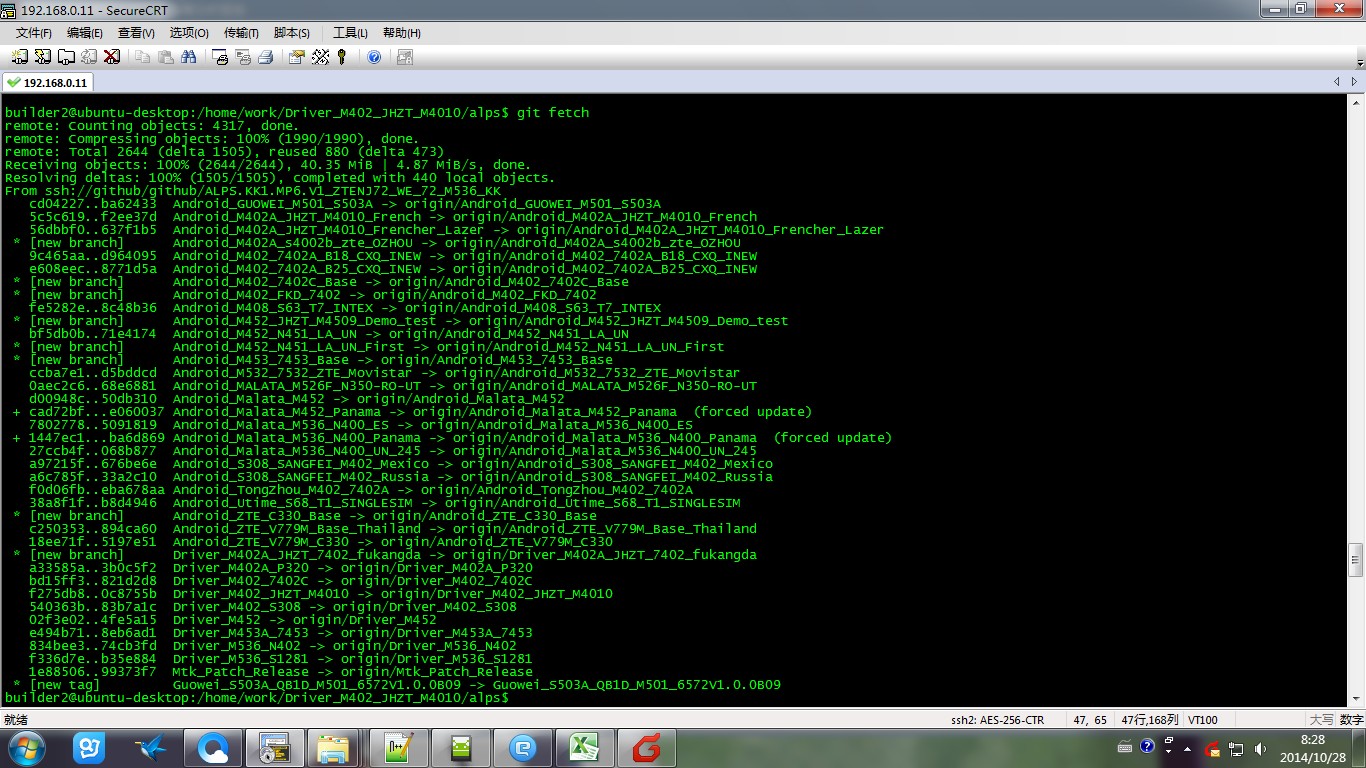 192.168.0.11 - SecureCRT
文件(F) 编辑(E) 查看(V) 选项(O) 传输(T) 脚本(S) 工具(L) 帮助(H)
192.168.0.11
builder2@ubuntu-desktop:/home/work/Driver_M402_JHZT_M4010/alps$ git fetch
remote: Counting objects: 4317, done.
remote: Compressing objects: 100% (1990/1990), done.
remote: Total 2644 (delta 1505), reused 880 (delta 473)
Receiving objects: 100% (2644/2644), 40.35 MiB | 4.87 MiB/s, done.
Resolving deltas: 100% (1505/1505), completed with 440 local objects.
From ssh://github/github/ALPS.KK1.MP6.V1_ZTENJ72_WE_72_M536_KK
cd04227..ba62433 Android_GUOWEI_M501_S503A -> origin/Android_GUOWEI_M501_S503A
5c5c619..f2ee37d Android_M402A_JHZT_M4010_French -> origin/Android_M402A_JHZT_M4010_French
56dbbf0..637f1b5 Android_M402A_JHZT_M4010_Frencher_Lazer -> origin/Android_M402A_JHZT_M4010_Frencher_Lazer
* [new branch] Android_M402A_s4002b_zte_OZHOU -> origin/Android_M402A_s4002b_zte_OZHOU
9c465aa..d964095 Android_M402_7402A_B18_CXQ_INEW -> origin/Android_M402_7402A_B18_CXQ_INEW
e608eec..8771d5a Android_M402_7402A_B25_CXQ_INEW -> origin/Android_M402_7402A_B25_CXQ_INEW
* [new branch] Android_M402_7402C_Base -> origin/Android_M402_7402C_Base
* [new branch] Android_M402_FKD_7402 -> origin/Android_M402_FKD_7402
fe5282e..8c48b36 Android_M408_S63_T7_INTEX -> origin/Android_M408_S63_T7_INTEX
* [new branch] Android_M452_JHZT_M4509_Demo_test -> origin/Android_M452_JHZT_M4509_Demo_test
bf5db0b..71e4174 Android_M452_N451_LA_UN -> origin/Android_M452_N451_LA_UN
* [new branch] Android_M452_N451_LA_UN_First -> origin/Android_M452_N451_LA_UN_First
* [new branch] Android_M453_7453_Base -> origin/Android_M453_7453_Base
ccba7e1..d5bddcd Android_M532_7532_ZTE_Movistar -> origin/Android_M532_7532_ZTE_Movistar
0aec2c6..68e6881 Android_MALATA_M526F_N350-RO-UT -> origin/Android_MALATA_M526F_N350-RO-UT
d00948c..50db310 Android_Malata_M452 -> origin/Android_Malata_M452
+ cad72bf...e060037 Android_Malata_M452_Panama -> origin/Android_Malata_M452_Panama (forced update)
7802778..5091819 Android_Malata_M536_N400_ES -> origin/Android_Malata_M536_N400_ES
+ 1447ec1...ba6d869 Android_Malata_M536_N400_Panama -> origin/Android_Malata_M536_N400_Panama (forced update)
27ccb4f..068b877 Android_Malata_M536_N400_UN_245 -> origin/Android_Malata_M536_N400_UN_245
a97215f..676be6e Android_S308_SANGFEI_M402_Mexico -> origin/Android_S308_SANGFEI_M402_Mexico
a6c785f..33a2c10 Android_S308_SANGFEI_M402_Russia -> origin/Android_S308_SANGFEI_M402_Russia
f0d06fb..eba678aa Android_TongZhou_M402_7402A -> origin/Android_TongZhou_M402_7402A
38a8f1f..b8d4946 Android_Utime_S68_T1_SINGLESIM -> origin/Android_Utime_S68_T1_SINGLESIM
* [new branch] Android_ZTE_C330_Base -> origin/Android_ZTE_C330_Base
c250353..894ca60 Android_ZTE_V779M_Base_Thailand -> origin/Android_ZTE_V779M_Base_Thailand
18ee71f..5197e51 Android_ZTE_V779M_C330 -> origin/Android_ZTE_V779M_C330
* [new branch] Driver_M402A_JHZT_7402_fukangda -> origin/Driver_M402A_JHZT_7402_fukangda
a33585a..3b0c5f2 Driver_M402A_P320 -> origin/Driver_M402A_P320
bd15ff3..821d2d8 Driver_M402_7402C -> origin/Driver_M402_7402C
f275db8..0c8755b Driver_M402_JHZT_M4010 -> origin/Driver_M402_JHZT_M4010
540363b..83b7a1c Driver_M402_S308 -> origin/Driver_M402_S308
02f3e02..4fe5a15 Driver_M452 -> origin/Driver_M452
e494b71..8eb6ad1 Driver_M453A_7453 -> origin/Driver_M453A_7453
834bee3..74cb3fd Driver_M536_N402 -> origin/Driver_M536_N402
f336d7e..b35e884 Driver_M536_S1281 -> origin/Driver_M536_S1281
1e88506..99373f7 Mtk_Patch_Release -> origin/Mtk_Patch_Release
* [new tag] Guowei_S503A_QB1D_M501_6572V1.0.0B09 -> Guowei_S503A_QB1D_M501_6572V1.0.0B09
builder2@ubuntu-desktop:/home/work/Driver_M402_JHZT_M4010/alps$
就绪 ssh2: AES-256-CTR 47, 65 47行,168列 VT100 大写 数字
8:28
2014/10/28